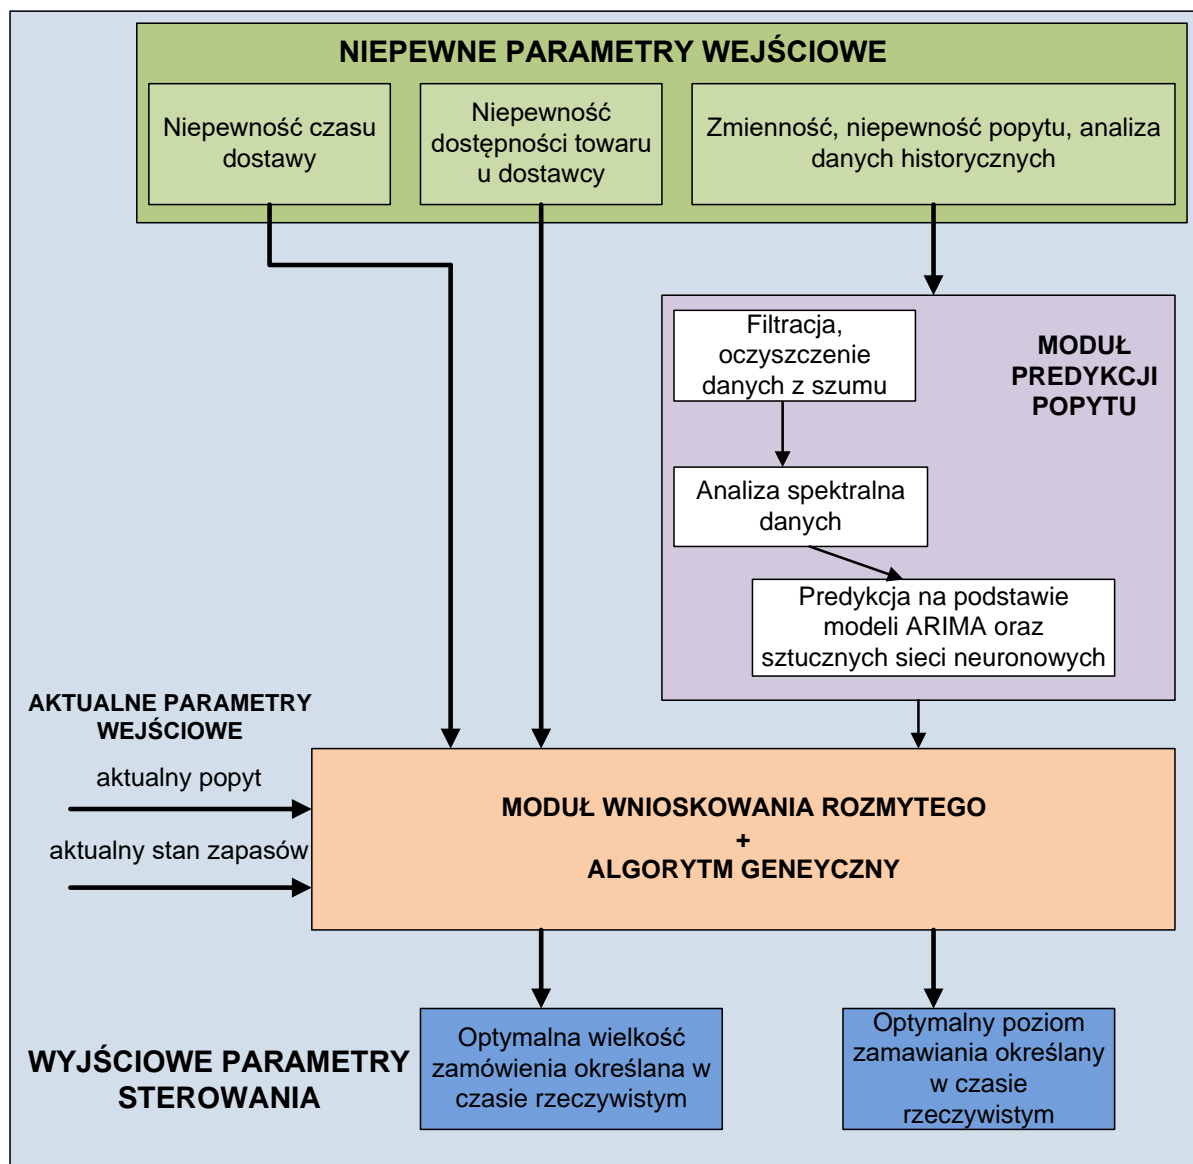 NIEPEWNE PARAMETRY WEJŚCIOWE
Niepewność czasu
dostawy
Niepewność
dostępności towaru
u dostawcy
Zmienność, niepewność popytu, analiza
danych historycznych
Filtracja,
oczyszczenie
danych z szumu
MODUŁ
PREDYKCJI
POPYTU
Analiza spektralna
danych
Predykcja na podstawie
modeli ARIMA oraz
sztucznych sieci neuronowych
AKTUALNE PARAMETRY
WEJŚCIOWE
aktualny popyt
aktualny stan zapasów
MODUŁ WNIOSKOWANIA ROZMYTEGO
+
ALGORYTM GENEYCZNY
WYJŚCIOWE PARAMETRY
STEROWANIA
Optymalna wielkość
zamówienia określana w
czasie rzeczywistym
Optymalny poziom
zamawiania określany
w czasie
rzeczywistym